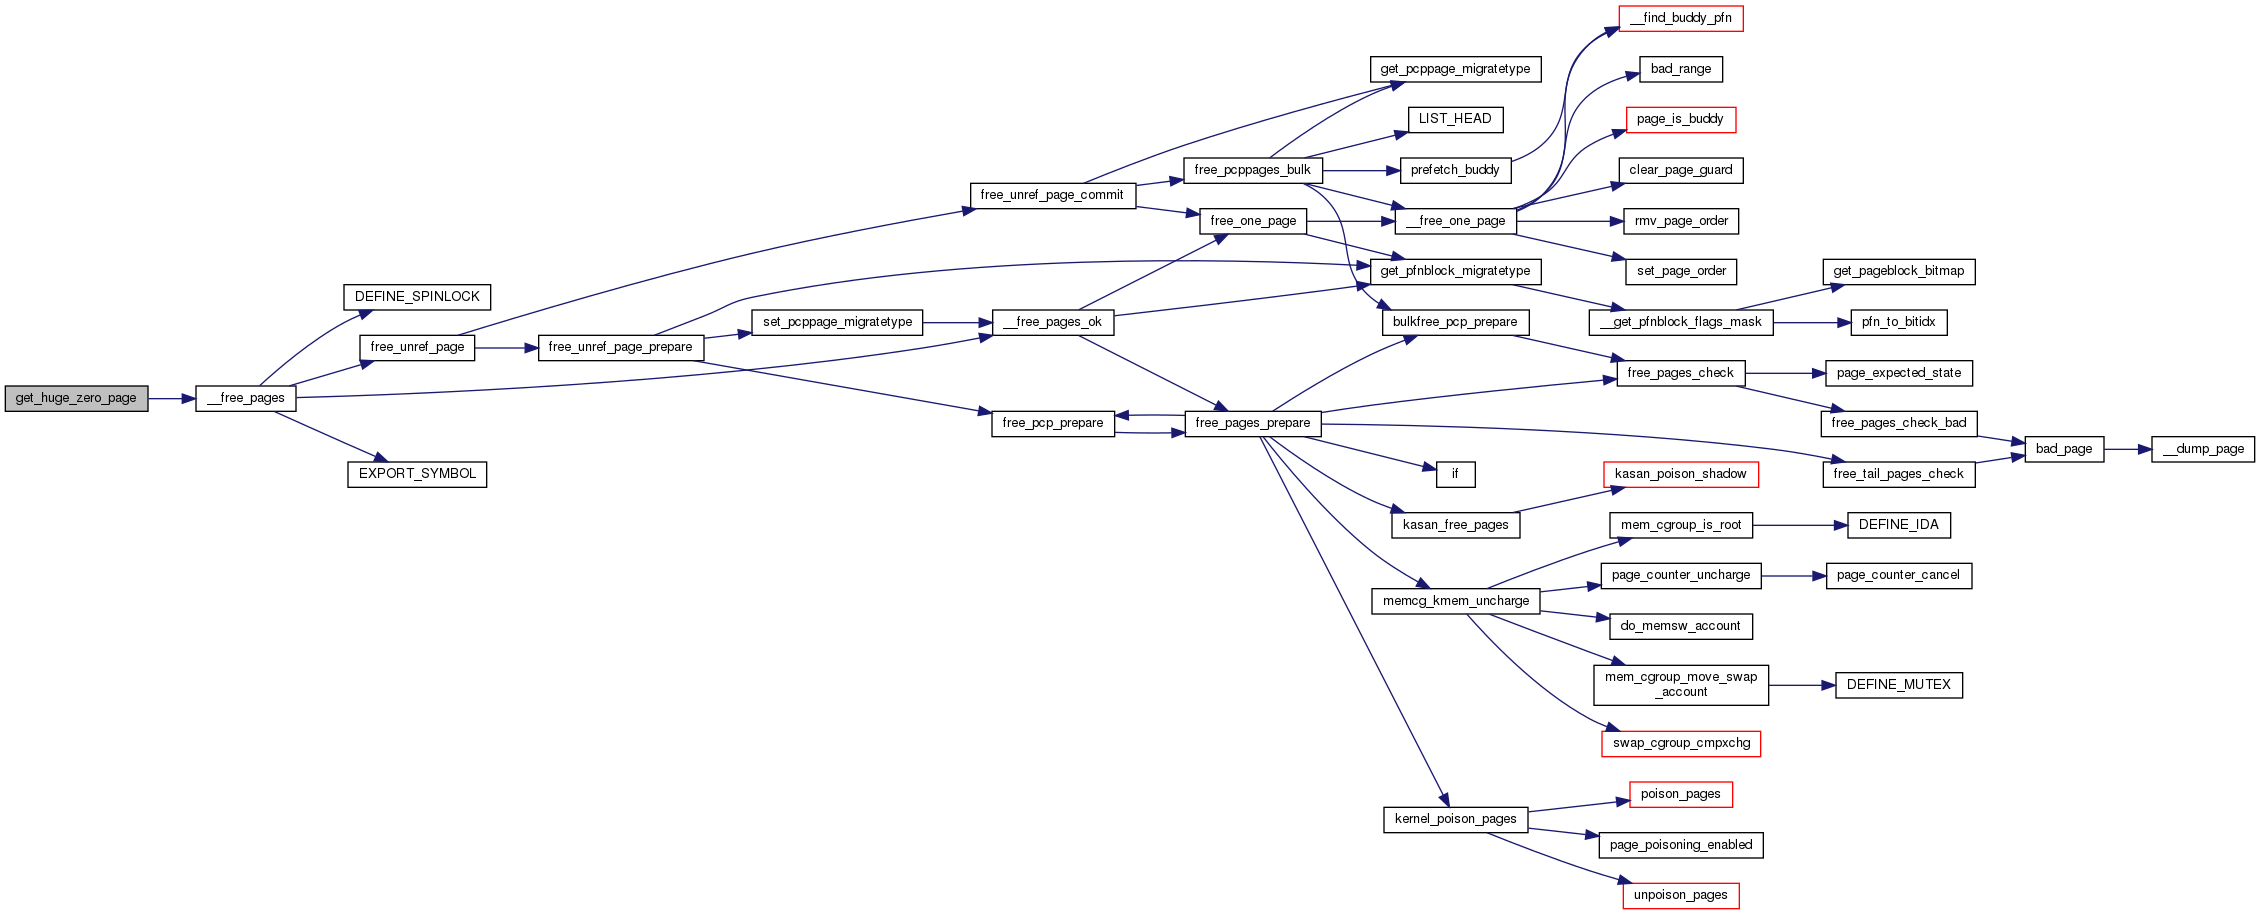 __find_buddy_pfn
get_pcppage_migratetype
bad_range
LIST_HEAD
page_is_buddy
free_pcppages_bulk
prefetch_buddy
clear_page_guard
free_unref_page_commit
free_one_page
__free_one_page
rmv_page_order
get_pfnblock_migratetype
set_page_order
get_pageblock_bitmap
DEFINE_SPINLOCK
set_pcppage_migratetype
__free_pages_ok
bulkfree_pcp_prepare
__get_pfnblock_flags_mask
pfn_to_bitidx
free_unref_page
free_unref_page_prepare
free_pages_check
page_expected_state
get_huge_zero_page
__free_pages
free_pcp_prepare
free_pages_prepare
free_pages_check_bad
bad_page
__dump_page
EXPORT_SYMBOL
if
kasan_poison_shadow
free_tail_pages_check
kasan_free_pages
mem_cgroup_is_root
DEFINE_IDA
page_counter_uncharge
page_counter_cancel
memcg_kmem_uncharge
do_memsw_account
mem_cgroup_move_swap
_account
DEFINE_MUTEX
swap_cgroup_cmpxchg
poison_pages
kernel_poison_pages
page_poisoning_enabled
unpoison_pages